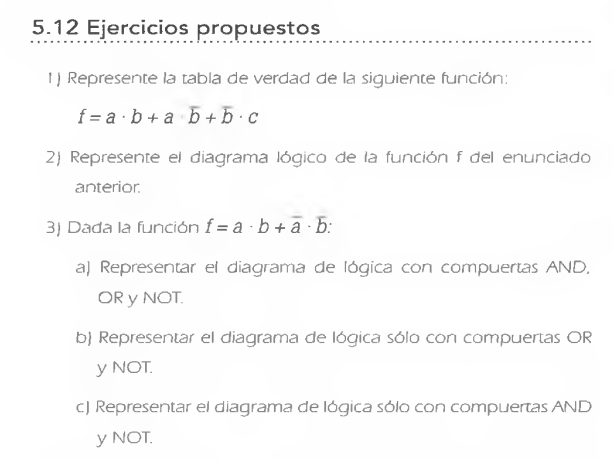 5.12 Ejercicios propuestos
1) Represente la tabla de verdad de la siguiente función:
f = a · b + a · b̄ + b̄ · c
2) Represente el diagrama lógico de la función f del enunciado
anterior.
3) Dada la función f = a · b + ā · b̄:
a) Representar el diagrama de lógica con compuertas AND,
OR y NOT.
b) Representar el diagrama de lógica sólo con compuertas OR
y NOT.
c) Representar el diagrama de lógica sólo con compuertas AND
y NOT.